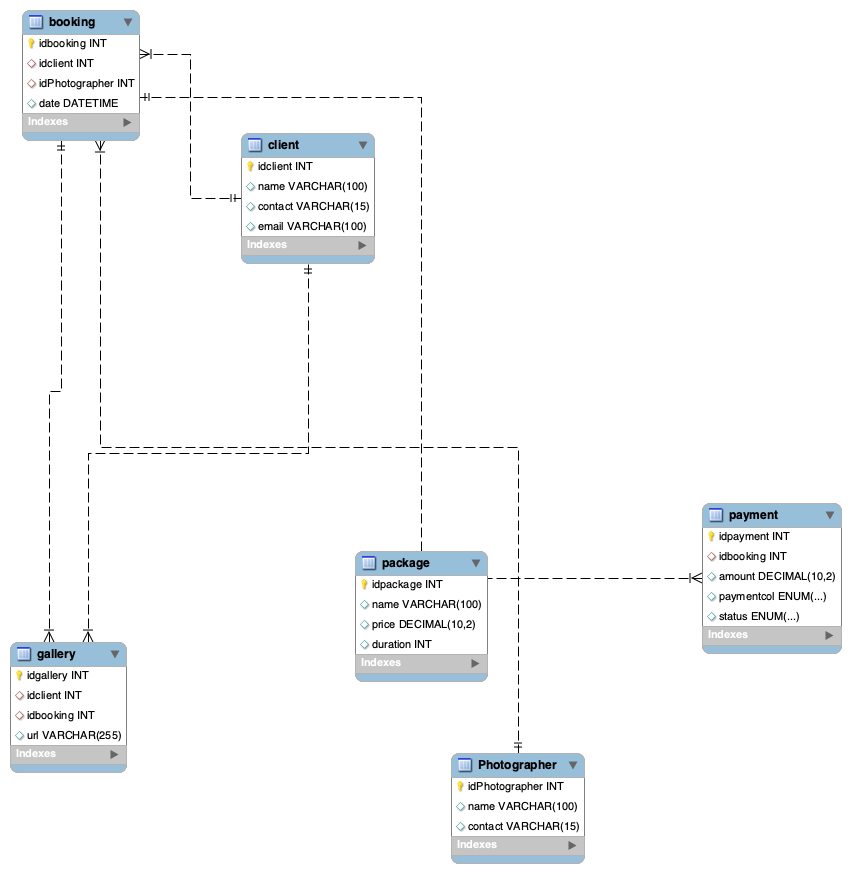 booking
idbooking INT
idclient INT
idPhotographer INT
date DATETIME
Indexes
client
idclient INT
name VARCHAR(100)
contact VARCHAR(15)
email VARCHAR(100)
Indexes
payment
idpayment INT
idbooking INT
amount DECIMAL(10,2)
paymentcol ENUM(...)
status ENUM(...)
Indexes
package
idpackage INT
name VARCHAR(100)
price DECIMAL(10,2)
duration INT
Indexes
gallery
idgallery INT
idclient INT
idbooking INT
url VARCHAR(255)
Indexes
Photographer
idPhotographer INT
name VARCHAR(100)
contact VARCHAR(15)
Indexes